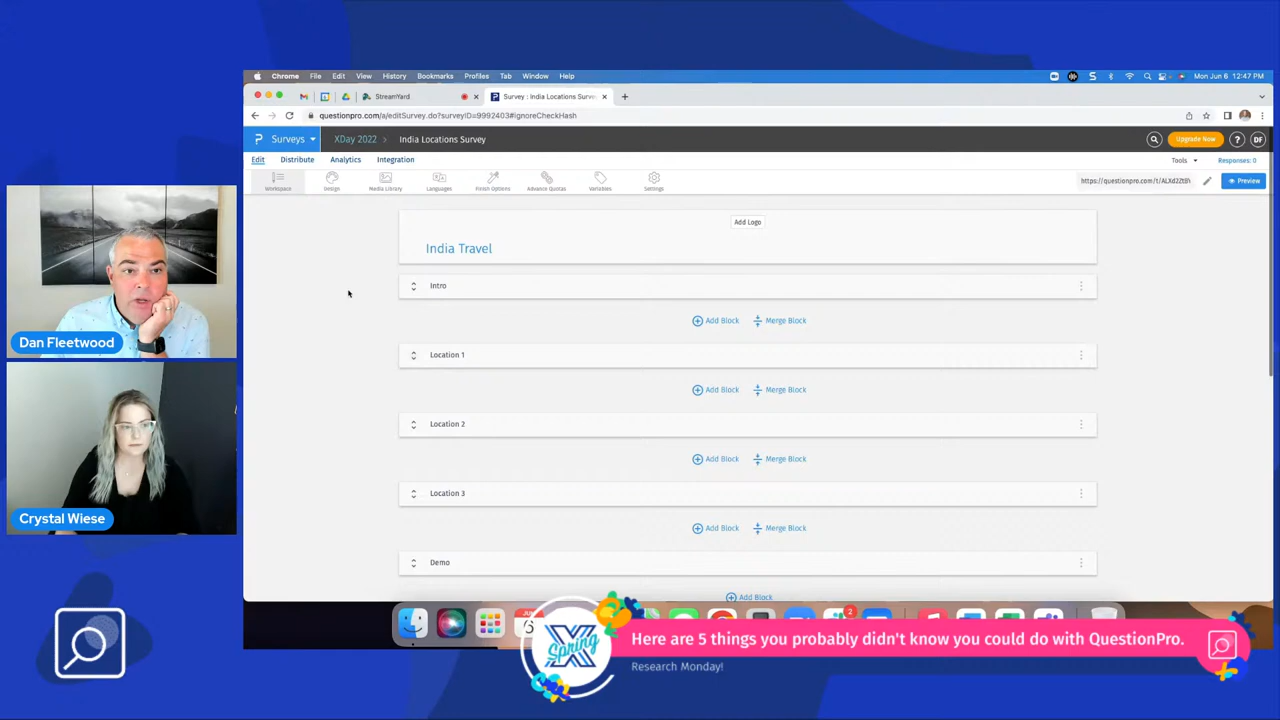 Chrome File Edit View History Bookmarks Profiles Tab Window Help
Mon Jun 6 12:47 PM
StreamYard
Survey : India Locations Surve
questionpro.com/a/editSurvey.do?surveyID=9992403#ignoreCheckHash
Surveys
XDay 2022
India Locations Survey
Upgrade Now
?
DF
Edit Distribute Analytics Integration
Tools
Responses: 0
Workspace
Design
Media Library
Languages
Finish Options
Advance Quotas
Variables
Settings
Preview
Add Logo
India Travel
Intro
Add Block Merge Block
Location 1
Add Block Merge Block
Location 2
Add Block Merge Block
Location 3
Add Block Merge Block
Demo
Add Block
Dan Fleetwood
Crystal Wiese
2
X
Spring
Here are 5 things you probably didn't know you could do with QuestionPro.
Research Monday!